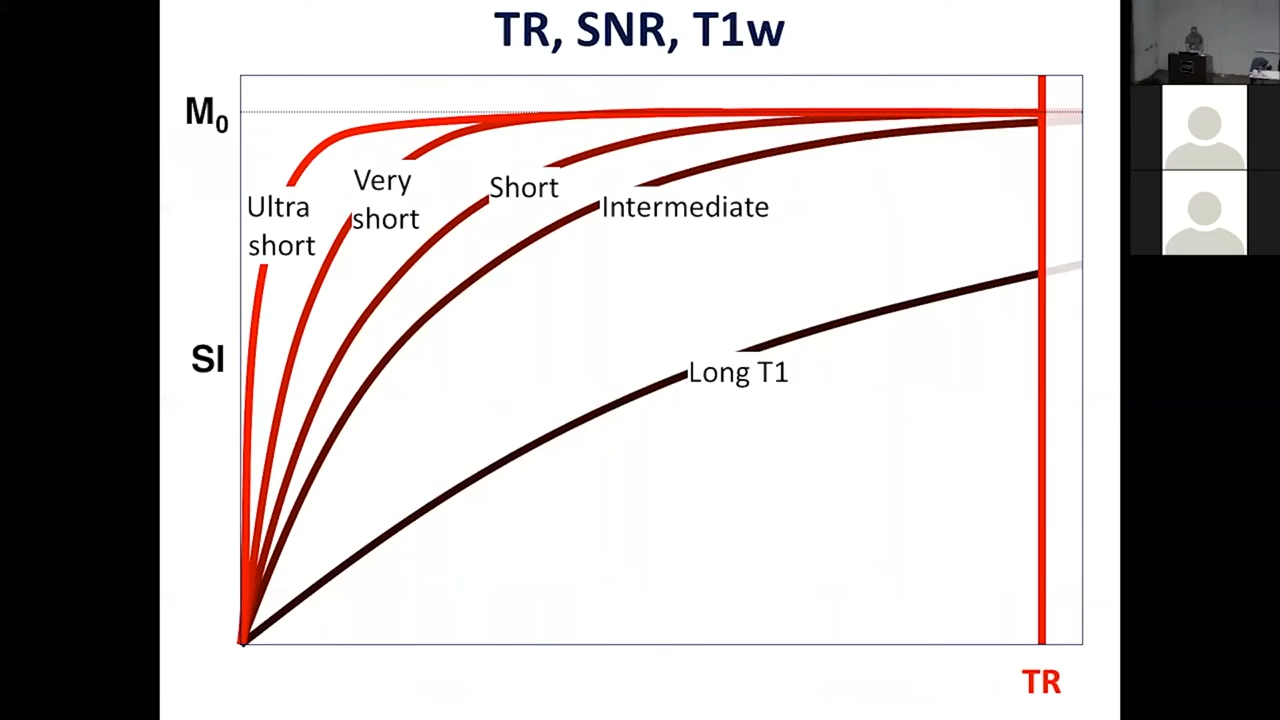 TR, SNR, T1w
M₀
Very
short
Short
Ultra
short
Intermediate
SI
Long T1
TR